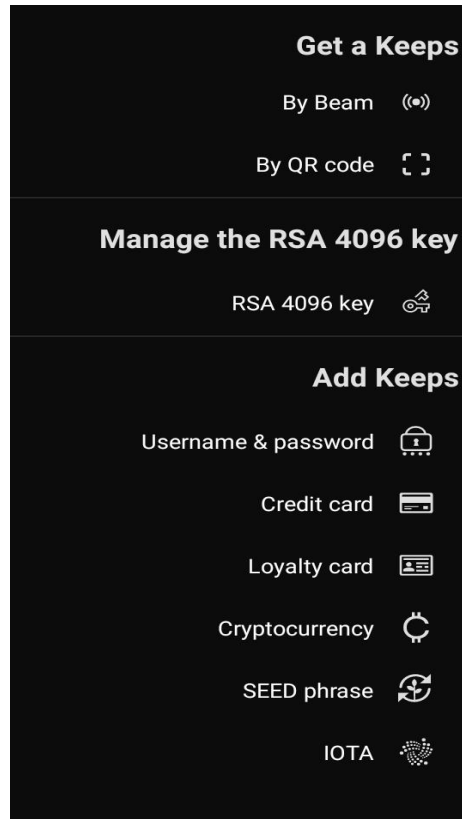 Get a Keeps
By Beam
By QR code
Manage the RSA 4096 key
RSA 4096 key
Add Keeps
Username & password
Credit card
Loyalty card
Cryptocurrency
SEED phrase
IOTA